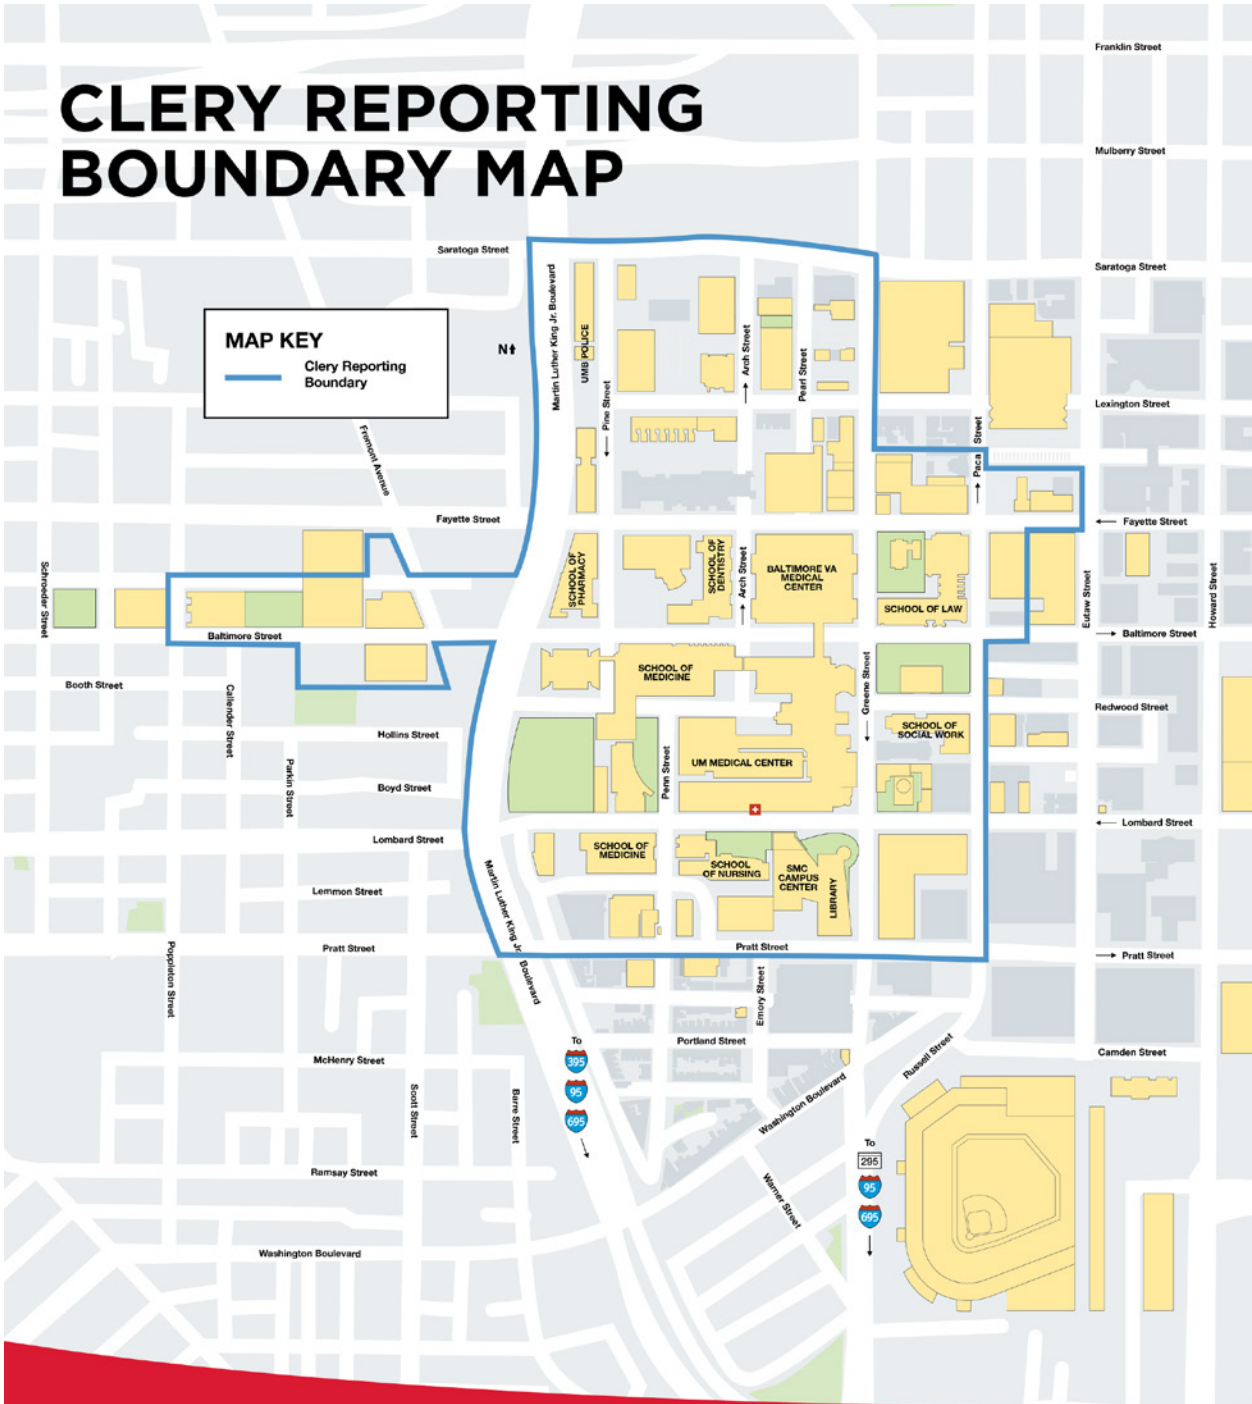 CLERY REPORTING
BOUNDARY MAP
Franklin Street
Mulberry Street
Saratoga Street
Saratoga Street
MAP KEY
Clery Reporting
Boundary
N
Martin Luther King Jr. Boulevard
UMB POLICE
Pine Street
Arch Street
Pearl Street
Lexington Street
Paca Street
Fremont Avenue
Fayette Street
Fayette Street
Schroeder Street
SCHOOL OF
PHARMACY
SCHOOL OF
DENTISTRY
Arch Street
BALTIMORE VA
MEDICAL
CENTER
SCHOOL OF LAW
Eutaw Street
Howard Street
Baltimore Street
Baltimore Street
Booth Street
Callender Street
SCHOOL OF
MEDICINE
Greene Street
Redwood Street
Hollins Street
SCHOOL OF
SOCIAL WORK
Parkin Street
Penn Street
UM MEDICAL CENTER
Boyd Street
Lombard Street
Lombard Street
SCHOOL OF
MEDICINE
SCHOOL
OF NURSING
SMC
CAMPUS
CENTER
LIBRARY
Lemmon Street
Martin Luther King Jr. Boulevard
Pratt Street
Pratt Street
Pratt Street
Poppleton Street
Emory Street
Portland Street
Russell Street
Camden Street
McHenry Street
To
395
95
695
Scott Street
Barre Street
Washington Boulevard
To
295
95
695
Ramsay Street
Warner Street
Washington Boulevard